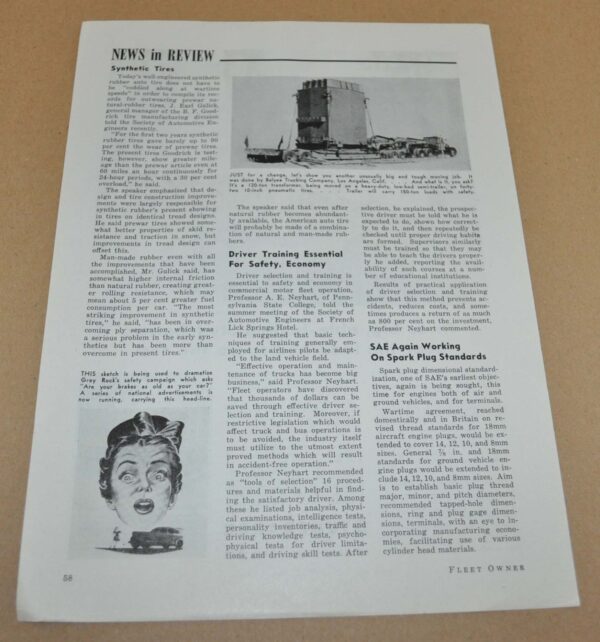 NEWS in REVIEW
Synthetic Tires
Today's well-engineered synthetic
rubber auto tire does not have to
be "coddled along at wartime
speeds" in order to compile its rec-
ords for outwearing prewar na-
tural-rubber tires, J. Earl Gulick,
general manager of the B. F. Good-
rich tire manufacturing division
told the Society of Automotive En-
gineers recently.
"For the first two years synthetic
rubber tires gave barely up to 90
per cent the wear of prewar tires.
The present tires Goodrich is test-
ing, however, show greater mile-
age than the prewar article even at
60 miles an hour continuously for
24-hour periods, with a 30 per cent
overload," he said.
The speaker emphasized that de-
sign and tire construction improve-
ments were largely responsible for
synthetic rubber's present showing
in tires on identical tread designs.
He said prewar tires showed some-
what better properties of skid re-
sistance and traction in snow, but
improvements in tread design can
offset this.
Man-made rubber even with all
the improvements that have been
accomplished, Mr. Gulick said, has
somewhat higher internal friction
than natural rubber, creating great-
er rolling resistance, which may
mean about 5 per cent greater fuel
consumption per car. "The most
striking improvement in synthetic
tires," he said, "has been in over-
coming ply separation, which was
a serious problem in the early syn-
thetics but has been more than
overcome in present tires."
THIS sketch is being used to dramatize
Grey Rock's safety campaign which asks
"Are your brakes as old as your car?"
A series of national advertisements is
now running, carrying this head-line.
JUST for a change, let's show you another unusually big and tough moving job. It
was done by Belyea Trucking Company, Los Angeles, Calif. And what is it, you ask?
It's a 120-ton transformer, being moved on a heavy-duty, low-bed semi-trailer, on forty-
two 15-inch pneumatic tires. Trailer will carry 150-ton loads with safety.
The speaker said that even after
natural rubber becomes abundant-
ly available, the American auto tire
will probably be made of a combina-
tion of natural and man-made rub-
bers.
Driver Training Essential
For Safety, Economy
Driver selection and training is
essential to safety and economy in
commercial motor fleet operation,
Professor A. E. Neyhart, of Penn-
sylvania State College, told the
summer meeting of the Society of
Automotive Engineers at French
Lick Springs Hotel.
He suggested that basic tech-
niques of training generally em-
ployed for airlines pilots be adapt-
ed to the land vehicle field.
"Effective operation and main-
tenance of trucks has become big
business," said Professor Neyhart.
"Fleet operators have discovered
that thousands of dollars can be
saved through effective driver se-
lection and training. Moreover, if
restrictive legislation which would
affect truck and bus operations is
to be avoided, the industry itself
must utilize to the utmost extent
proved methods which will result
in accident-free operation."
Professor Neyhart recommended
as "tools of selection" 16 proced-
ures and materials helpful in find-
ing the satisfactory driver. Among
these he listed job analysis, physi-
cal examinations, intelligence tests,
personality inventories, traffic and
driving knowledge tests, psycho-
physical tests for driver limita-
tions, and driving skill tests. After
selection, he explained, the prospec-
tive driver must be told what he is
expected to do, shown how correct-
ly to do it, and then repeatedly be
checked until proper driving habits
are formed. Supervisors similarly
must be trained so that they may
be able to teach the drivers proper-
ly he added, reporting the avail-
ability of such courses at a num-
ber of educational institutions.
Results of practical application
of driver selection and training
show that this method prevents ac-
cidents, reduces costs, and some-
times produces a return of as much
as 800 per cent on the investment,
Professor Neyhart commented.
SAE Again Working
On Spark Plug Standards
Spark plug dimensional standard-
ization, one of SAE's earliest objec-
tives, again is being sought, this
time for engines both of air and
ground vehicles, and for terminals.
Wartime agreement, reached
domestically and in Britain on re-
vised thread standards for 18mm
aircraft engine plugs, would be ex-
tended to cover 14, 12, 10, and 8mm
sizes. General ⅞ in. and 18mm
standards for ground vehicle en-
gine plugs would be extended to in-
clude 14, 12, 10, and 8mm sizes. Aim
is to establish basic plug thread
major, minor, and pitch diameters,
recommended tapped-hole dimen-
sions, ring and plug gage dimen-
sions, terminals, with an eye to in-
corporating manufacturing econo-
mies, facilitating use of various
cylinder head materials.
58
FLEET OWNER